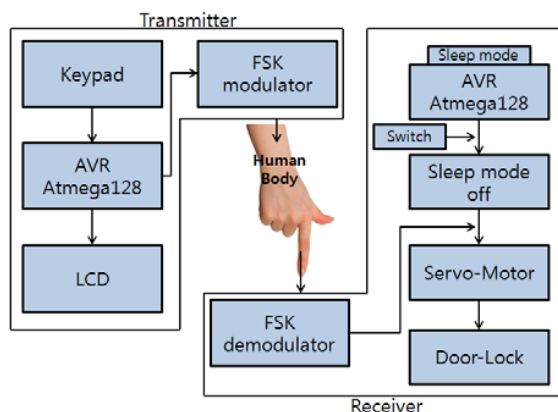 Transmitter
Keypad
FSK
modulator
AVR
Atmega128
LCD
Human
Body
Sleep mode
AVR
Atmega128
Switch
Sleep mode
off
Servo-Motor
Door-Lock
FSK
demodulator
Receiver